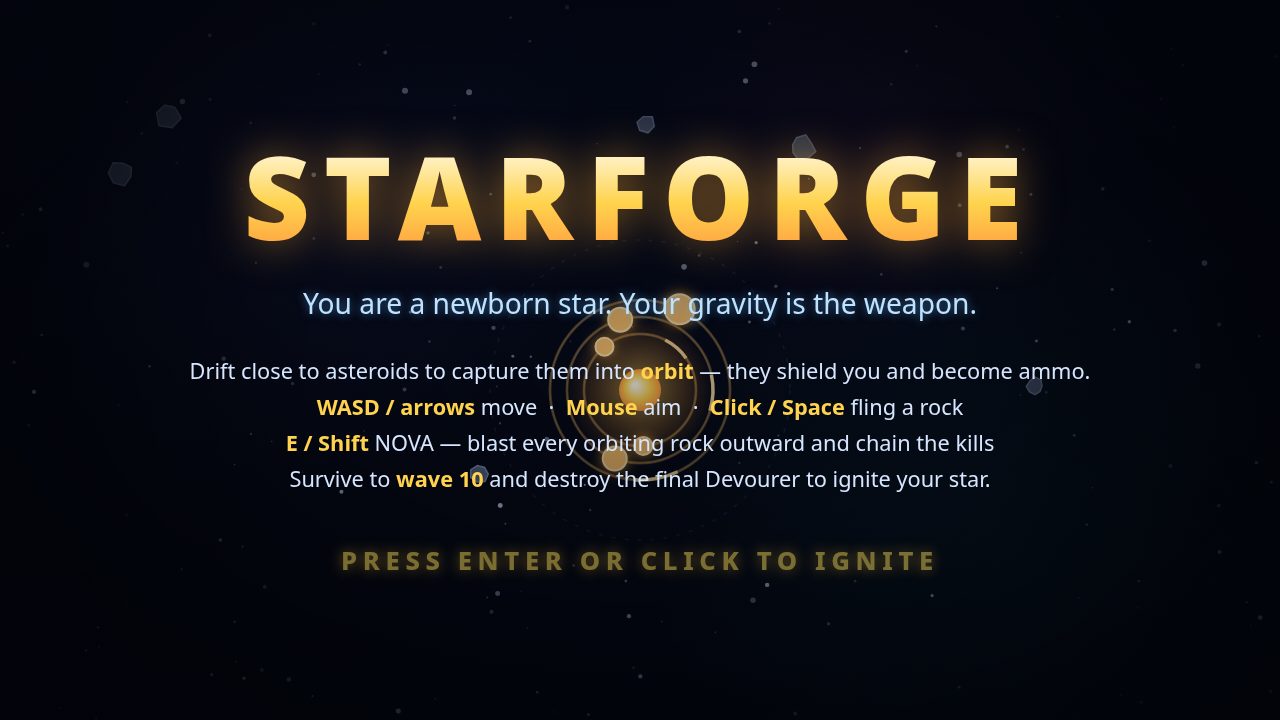 STARFORGE
You are a newborn star. Your gravity is the weapon.
Drift close to asteroids to capture them into orbit — they shield you and become ammo.
WASD / arrows move · Mouse aim · Click / Space fling a rock
E / Shift NOVA — blast every orbiting rock outward and chain the kills
Survive to wave 10 and destroy the final Devourer to ignite your star.
PRESS ENTER OR CLICK TO IGNITE